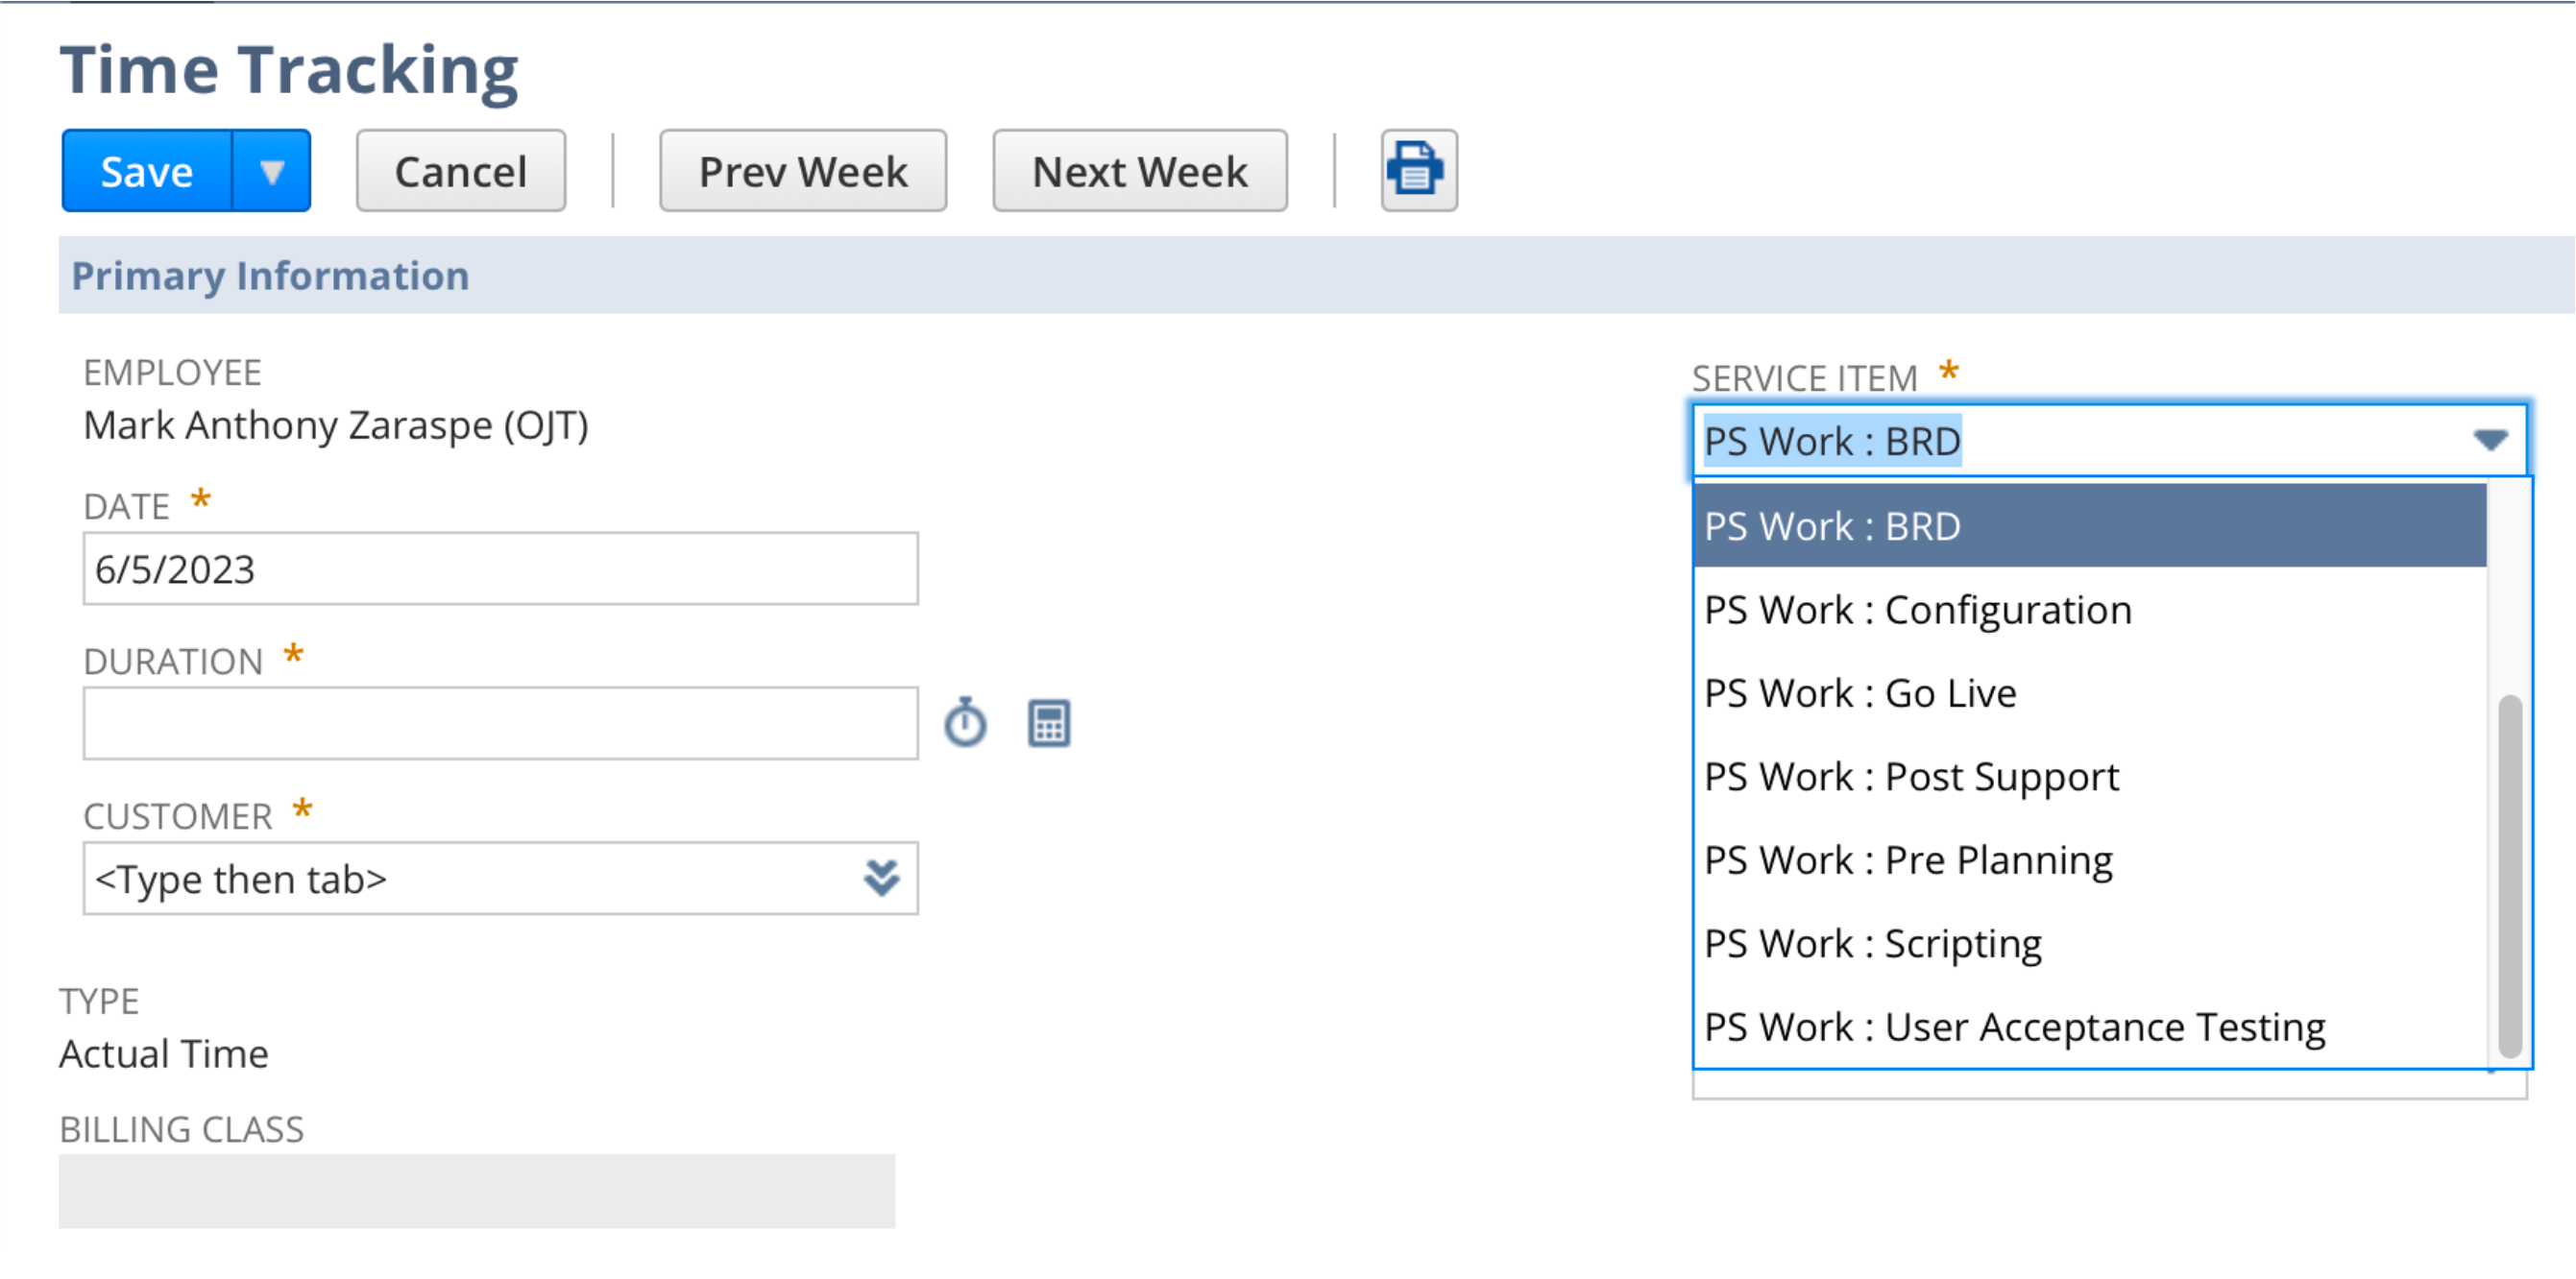 Time Tracking
Save
Cancel
Prev Week
Next Week
Primary Information
EMPLOYEE
Mark Anthony Zaraspe (OJT)
DATE *
6/5/2023
DURATION *
CUSTOMER *
<Type then tab>
TYPE
Actual Time
BILLING CLASS
SERVICE ITEM *
PS Work : BRD
PS Work : BRD
PS Work : Configuration
PS Work : Go Live
PS Work : Post Support
PS Work : Pre Planning
PS Work : Scripting
PS Work : User Acceptance Testing